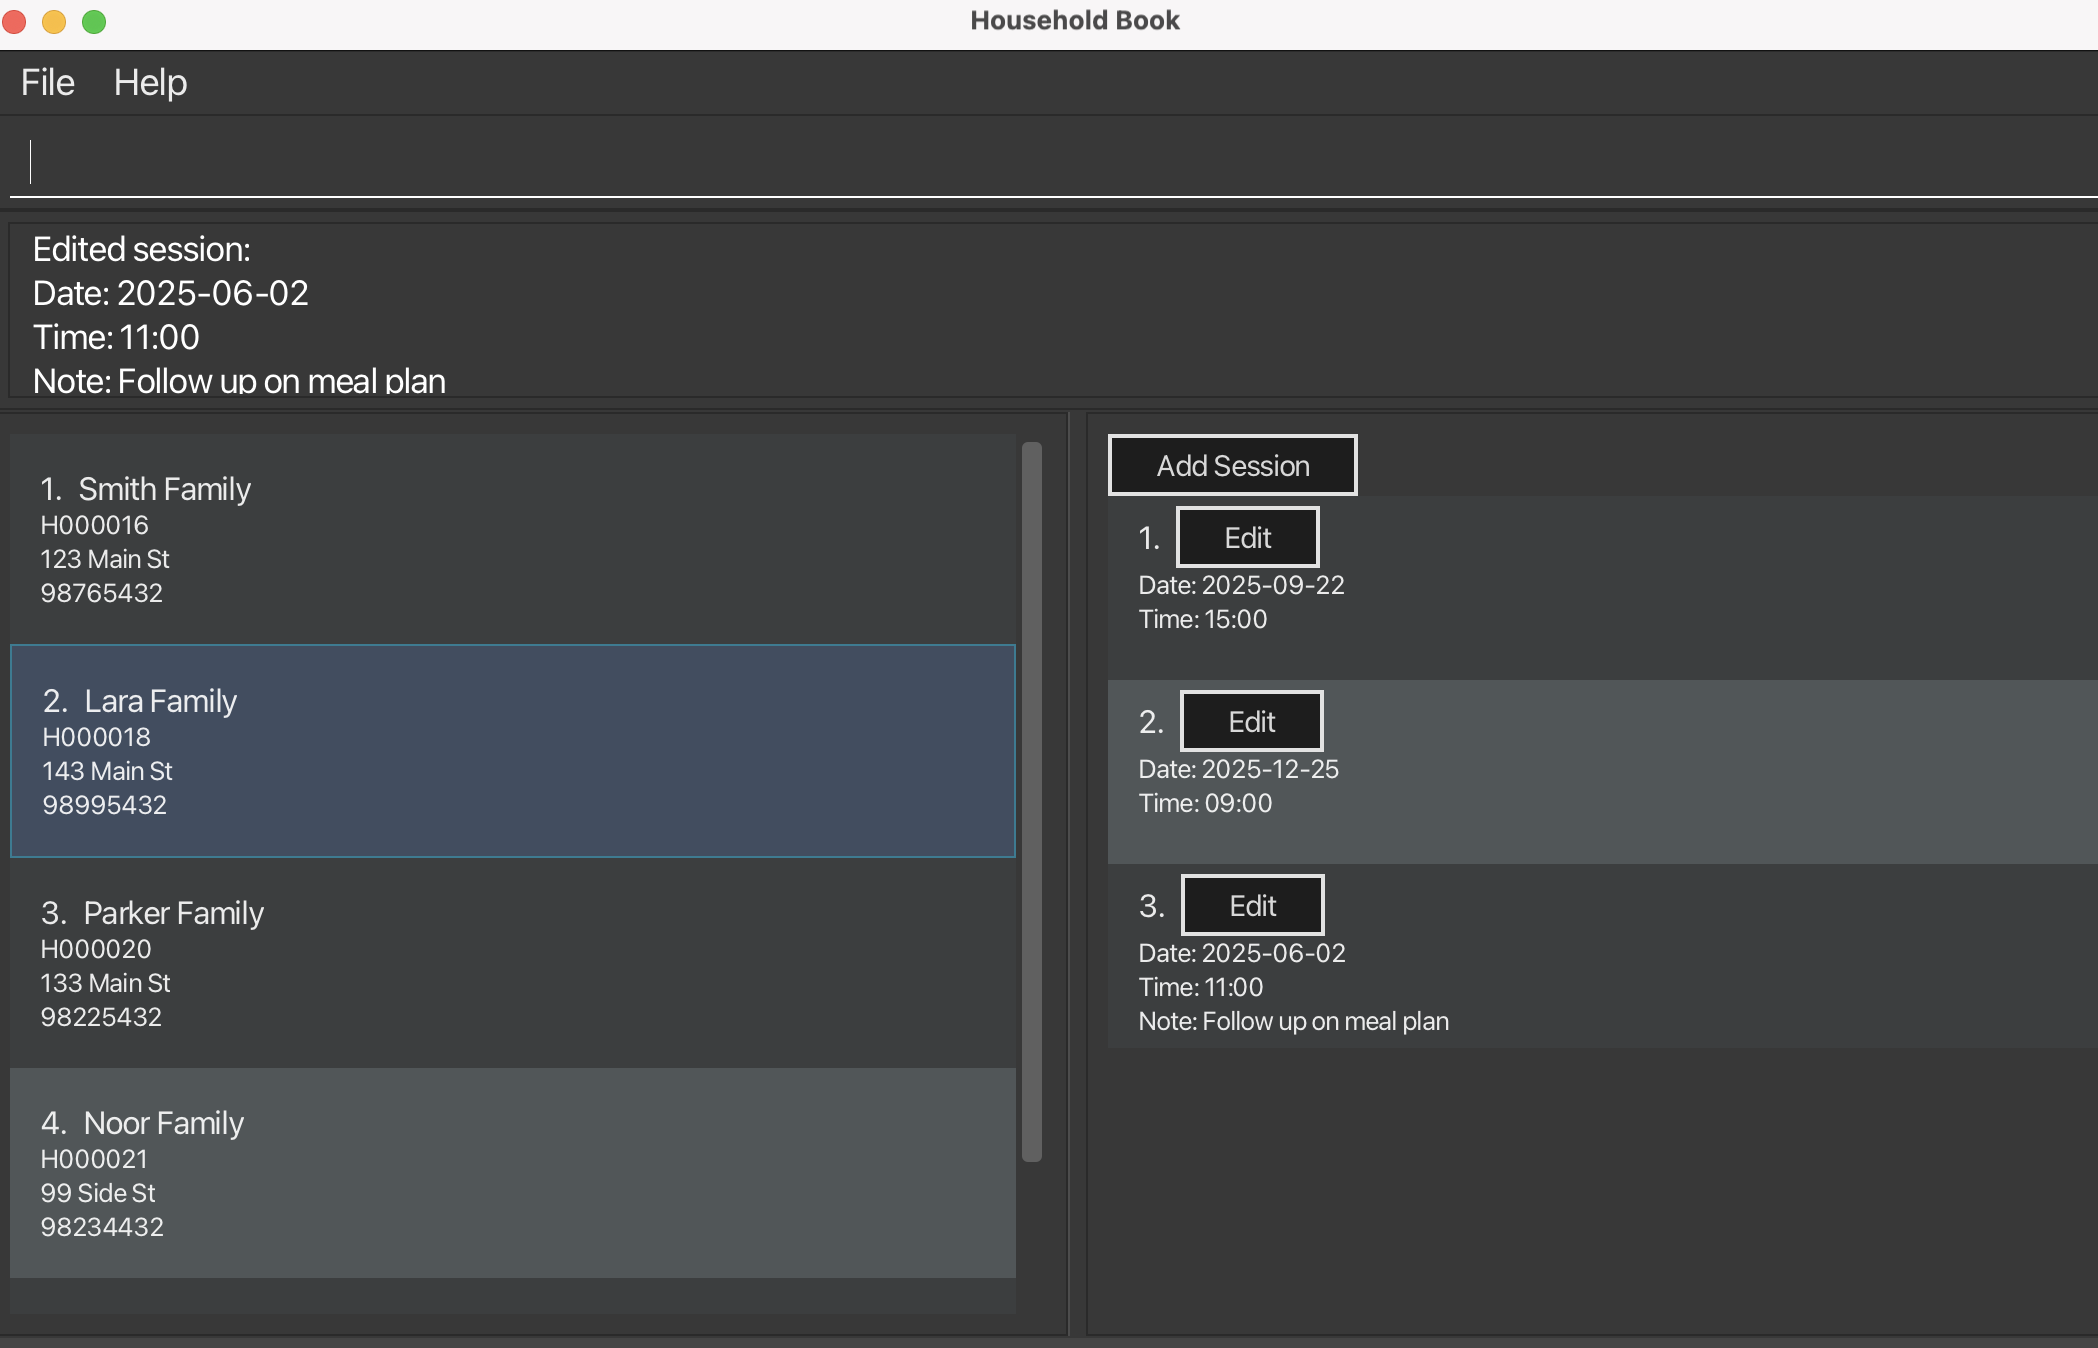 Household Book
File Help
Edited session:
Date: 2025-06-02
Time: 11:00
Note: Follow up on meal plan
1. Smith Family
H000016
123 Main St
98765432
2. Lara Family
H000018
143 Main St
98995432
3. Parker Family
H000020
133 Main St
98225432
4. Noor Family
H000021
99 Side St
98234432
Add Session
1. Edit
Date: 2025-09-22
Time: 15:00
2. Edit
Date: 2025-12-25
Time: 09:00
3. Edit
Date: 2025-06-02
Time: 11:00
Note: Follow up on meal plan